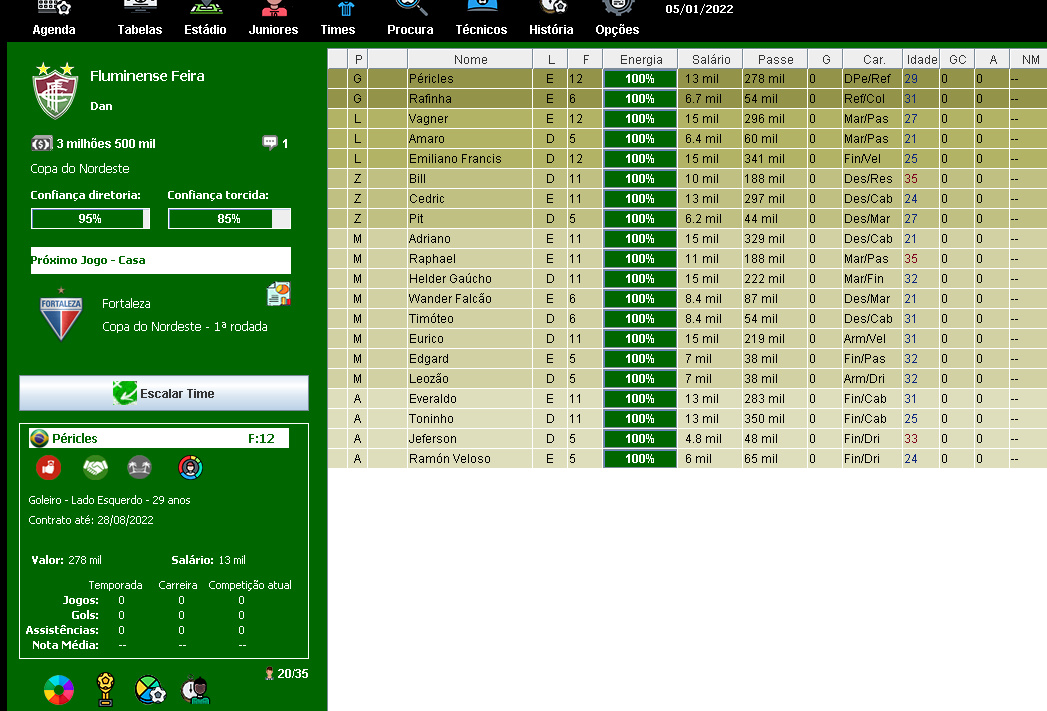 05/01/2022
Agenda Tabelas Estádio Juniores Times Procura Técnicos História Opções
Fluminense Feira
Dan
3 milhões 500 mil 1
Copa do Nordeste
Confiança diretoria: Confiança torcida:
95% 85%
Próximo Jogo - Casa
FORTALEZA
Fortaleza
Copa do Nordeste - 1ª rodada
Escalar Time
Péricles F:12
Goleiro - Lado Esquerdo - 29 anos
Contrato até: 28/08/2022
Valor: 278 mil Salário: 13 mil
Temporada Carreira Competição atual
Jogos: 0 0 0
Gols: 0 0 0
Assistências: 0 0 0
Nota Média: -- -- --
20/35
P Nome L F Energia Salário Passe G Car. Idade GC A NM
G Péricles E 12 100% 13 mil 278 mil 0 DPe/Ref 29 0 0 --
G Rafinha E 6 100% 6.7 mil 54 mil 0 Ref/Col 31 0 0 --
L Vagner E 12 100% 15 mil 296 mil 0 Mar/Pas 27 0 0 --
L Amaro D 5 100% 6.4 mil 60 mil 0 Mar/Pas 21 0 0 --
L Emiliano Francis D 12 100% 15 mil 341 mil 0 Fin/Vel 25 0 0 --
Z Bill D 11 100% 10 mil 188 mil 0 Des/Res 35 0 0 --
Z Cedric E 11 100% 13 mil 297 mil 0 Des/Cab 24 0 0 --
Z Pit D 5 100% 6.2 mil 44 mil 0 Des/Mar 27 0 0 --
M Adriano E 11 100% 15 mil 329 mil 0 Des/Cab 21 0 0 --
M Raphael E 11 100% 11 mil 188 mil 0 Mar/Pas 35 0 0 --
M Helder Gaúcho D 11 100% 15 mil 222 mil 0 Mar/Fin 32 0 0 --
M Wander Falcão E 6 100% 8.4 mil 87 mil 0 Des/Mar 21 0 0 --
M Timóteo D 6 100% 8.4 mil 54 mil 0 Des/Cab 31 0 0 --
M Eurico D 11 100% 15 mil 219 mil 0 Arm/Vel 31 0 0 --
M Edgard E 5 100% 7 mil 38 mil 0 Fin/Pas 32 0 0 --
M Leozão D 5 100% 7 mil 38 mil 0 Arm/Dri 32 0 0 --
A Everaldo E 11 100% 13 mil 283 mil 0 Fin/Cab 31 0 0 --
A Toninho D 11 100% 13 mil 350 mil 0 Fin/Cab 25 0 0 --
A Jeferson D 5 100% 4.8 mil 48 mil 0 Fin/Dri 33 0 0 --
A Ramón Veloso E 5 100% 6 mil 65 mil 0 Fin/Dri 24 0 0 --